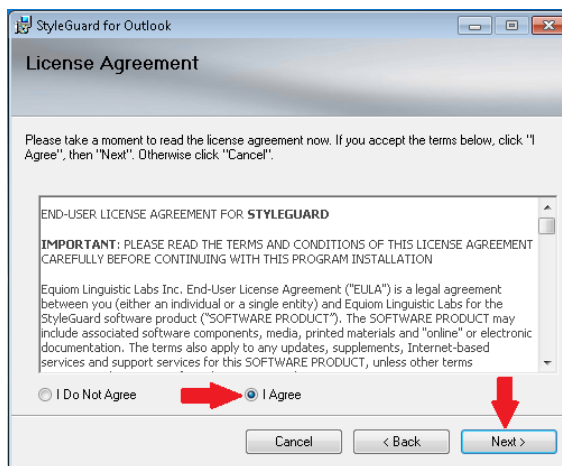 StyleGuard for Outlook
License Agreement
Please take a moment to read the license agreement now. If you accept the terms below, click "I
Agree", then "Next". Otherwise click "Cancel".
END-USER LICENSE AGREEMENT FOR STYLEGUARD
IMPORTANT: PLEASE READ THE TERMS AND CONDITIONS OF THIS LICENSE AGREEMENT
CAREFULLY BEFORE CONTINUING WITH THIS PROGRAM INSTALLATION
Equiom Linguistic Labs Inc. End-User License Agreement ("EULA") is a legal agreement
between you (either an individual or a single entity) and Equiom Linguistic Labs for the
StyleGuard software product ("SOFTWARE PRODUCT"). The SOFTWARE PRODUCT may
include associated software components, media, printed materials and "online" or electronic
documentation. The terms also apply to any updates, supplements, Internet-based
services and support services for this SOFTWARE PRODUCT, unless other terms
I Do Not Agree
I Agree
Cancel
< Back
Next >